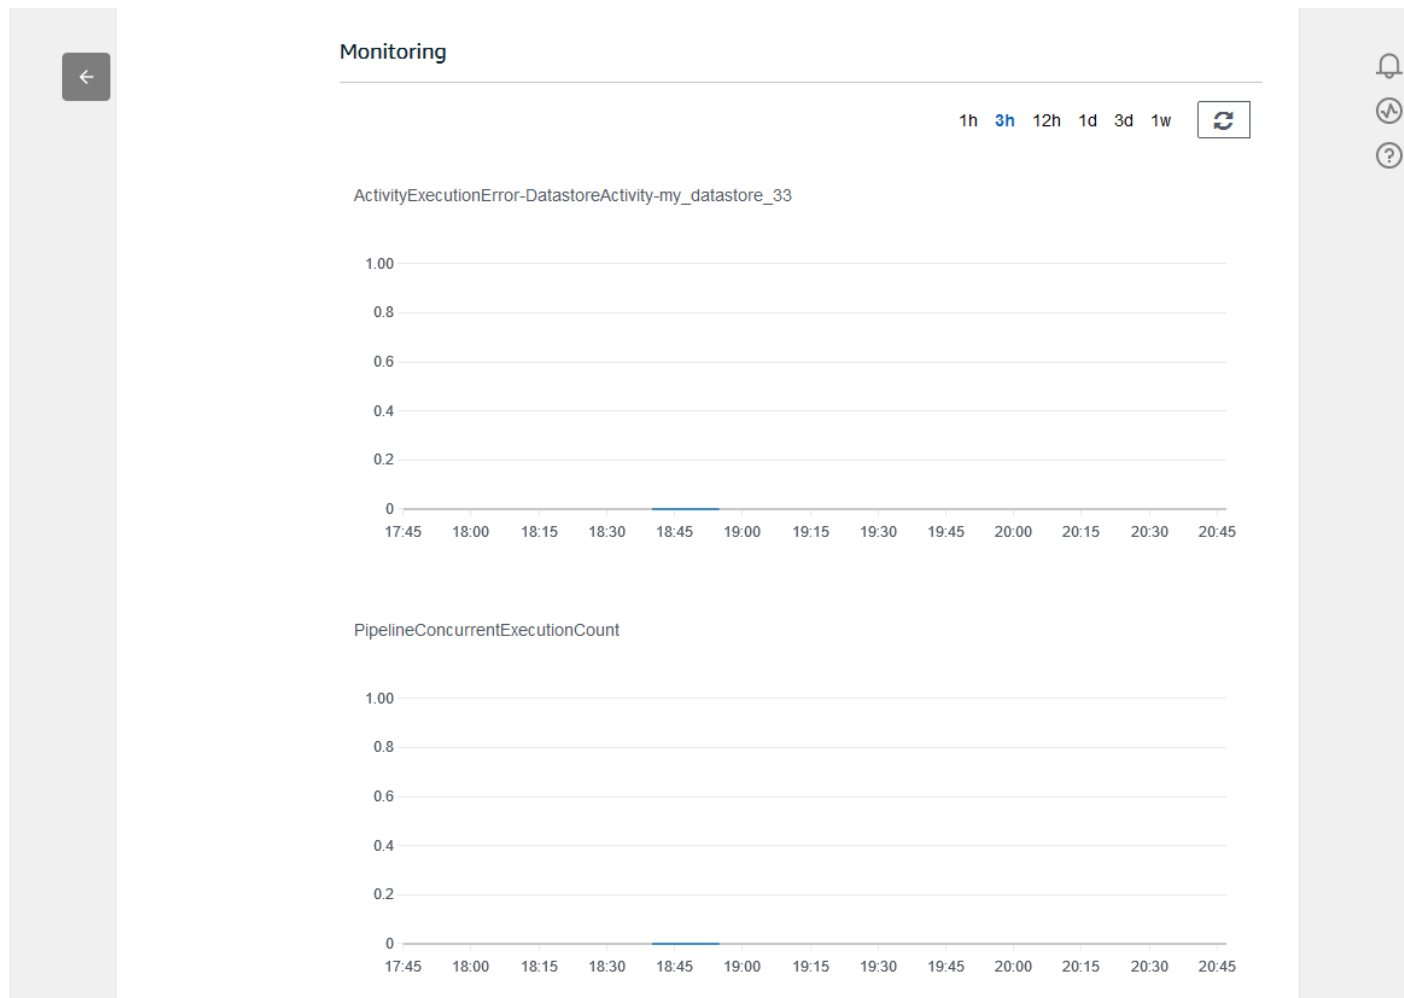 Monitoring
1h 3h 12h 1d 3d 1w
ActivityExecutionError-DatastoreActivity-my_datastore_33
1.00
0.8
0.6
0.4
0.2
0
17:45 18:00 18:15 18:30 18:45 19:00 19:15 19:30 19:45 20:00 20:15 20:30 20:45
PipelineConcurrentExecutionCount
1.00
0.8
0.6
0.4
0.2
0
17:45 18:00 18:15 18:30 18:45 19:00 19:15 19:30 19:45 20:00 20:15 20:30 20:45